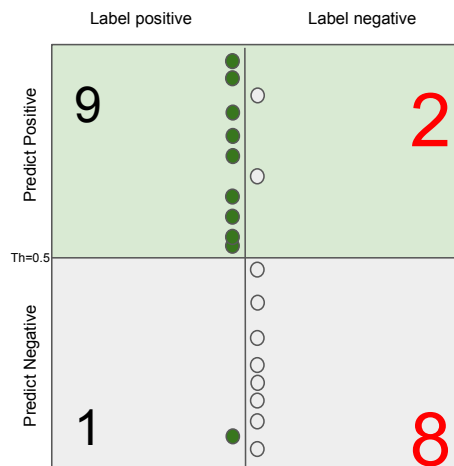 Label positive
Label negative
Predict Positive
9
2
Th=0.5
Predict Negative
1
8